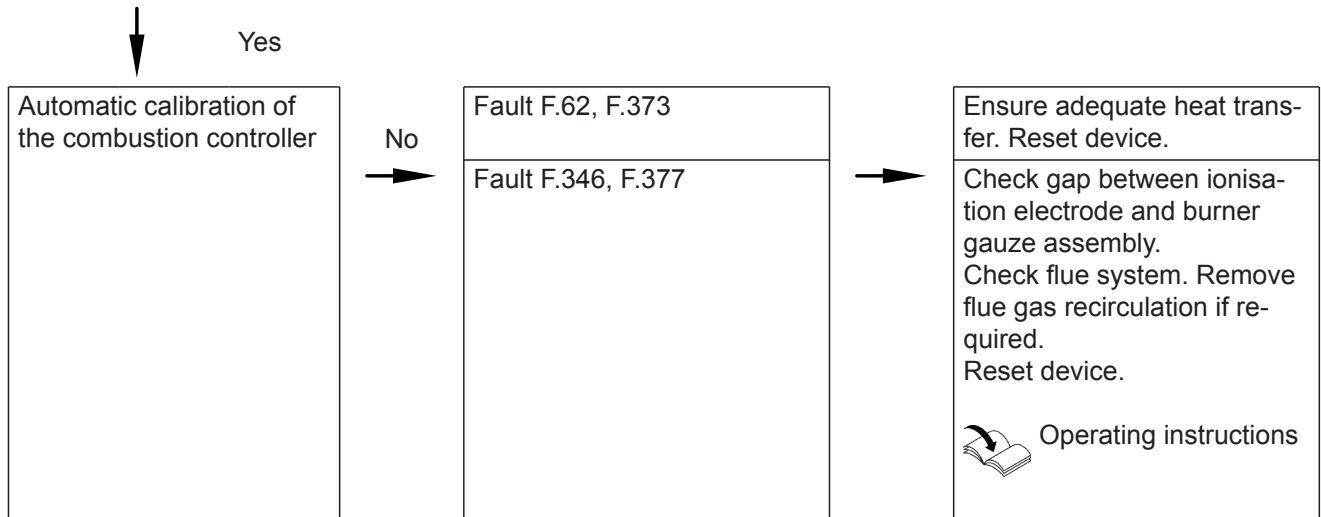 Yes
Automatic calibration of
the combustion controller
No
Fault F.62, F.373
Ensure adequate heat trans-
fer. Reset device.
Fault F.346, F.377
Check gap between ionisa-
tion electrode and burner
gauze assembly.
Check flue system. Remove
flue gas recirculation if re-
quired.
Reset device.
Operating instructions